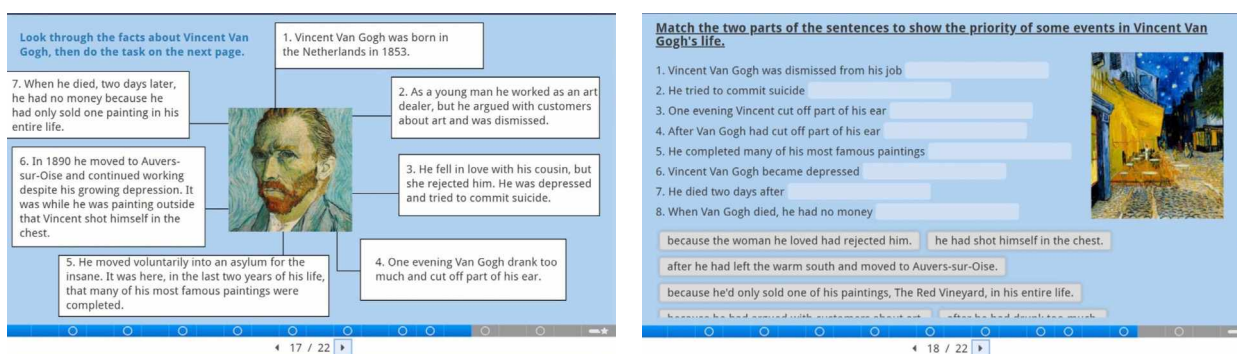 Look through the facts about Vincent Van
Gogh, then do the task on the next page.
1. Vincent Van Gogh was born in
the Netherlands in 1853.
7. When he died, two days later,
he had no money because he
had only sold one painting in his
entire life.
2. As a young man he worked as an art
dealer, but he argued with customers
about art and was dismissed.
6. In 1890 he moved to Auvers-
sur-Oise and continued working
despite his growing depression. It
was while he was painting outside
that Vincent shot himself in the
chest.
3. He fell in love with his cousin, but
she rejected him. He was depressed
and tried to commit suicide.
5. He moved voluntarily into an asylum for the
insane. It was here, in the last two years of his life,
that many of his most famous paintings were
completed.
4. One evening Van Gogh drank too
much and cut off part of his ear.
17 / 22
Match the two parts of the sentences to show the priority of some events in Vincent Van
Gogh's life.
1. Vincent Van Gogh was dismissed from his job
2. He tried to commit suicide
3. One evening Vincent cut off part of his ear
4. After Van Gogh had cut off part of his ear
5. He completed many of his most famous paintings
6. Vincent Van Gogh became depressed
7. He died two days after
8. When Van Gogh died, he had no money
because the woman he loved had rejected him. he had shot himself in the chest.
after he had left the warm south and moved to Auvers-sur-Oise.
because he'd only sold one of his paintings, The Red Vineyard, in his entire life.
because he had argued with customers about art. after he had drunk too much.
18 / 22